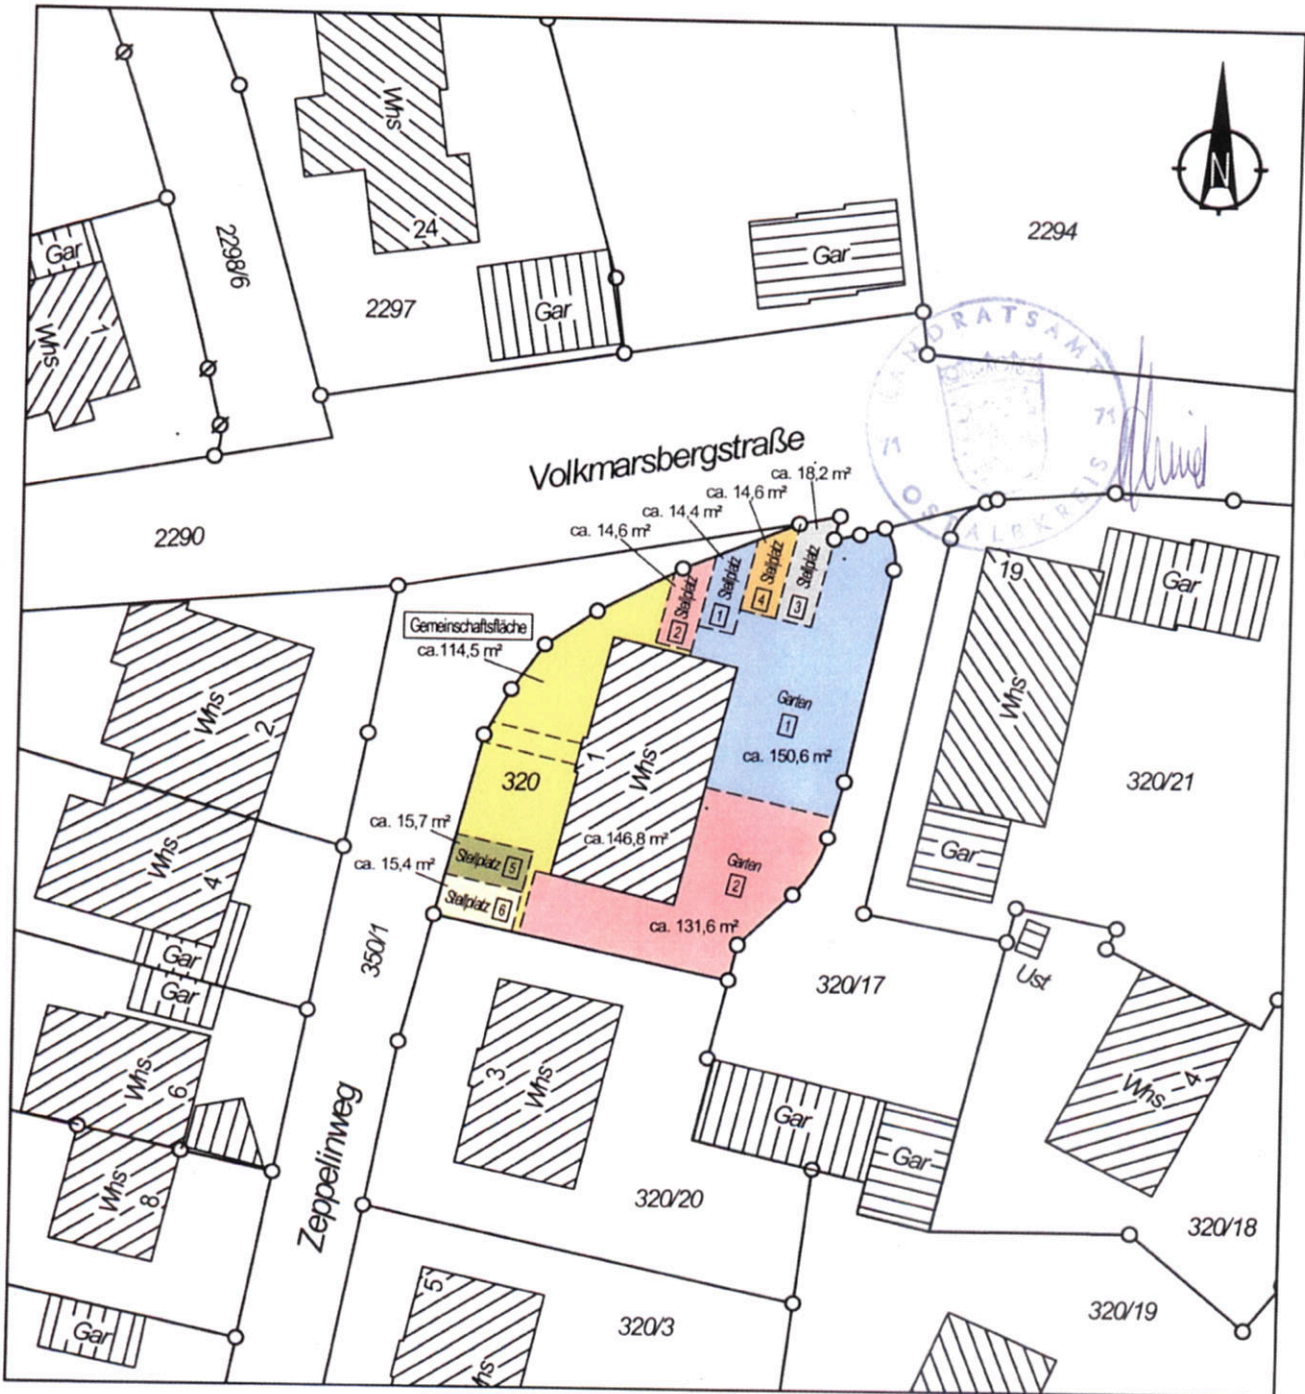 Whs
24
Gar
2298/6
2297
Gar
Gar
2294
N
Whs
1
LANDRATSAMT
71 71
OSTALBKREIS
Volkmarsbergstraße
ca. 18,2 m²
ca. 14,6 m²
ca. 14,4 m²
ca. 14,6 m²
2290
Stellplatz
2
Stellplatz
1
Stellplatz
4
Stellplatz
3
19
Gar
Gemeinschaftsfläche
ca.114,5 m²
Whs
2
Garten
1
ca. 150,6 m²
Whs
1
Whs
320
320/21
ca. 15,7 m²
ca.146,8 m²
Whs
4
ca. 15,4 m²
Stellplatz 5
Garten
2
Gar
Stellplatz 6
ca. 131,6 m²
350/1
Gar
Gar
320/17
Ust
Whs
6
Whs
3
Whs
4
Gar
Gar
Zeppelinweg
Whs
8
320/20
320/18
5
320/3
320/19
Gar